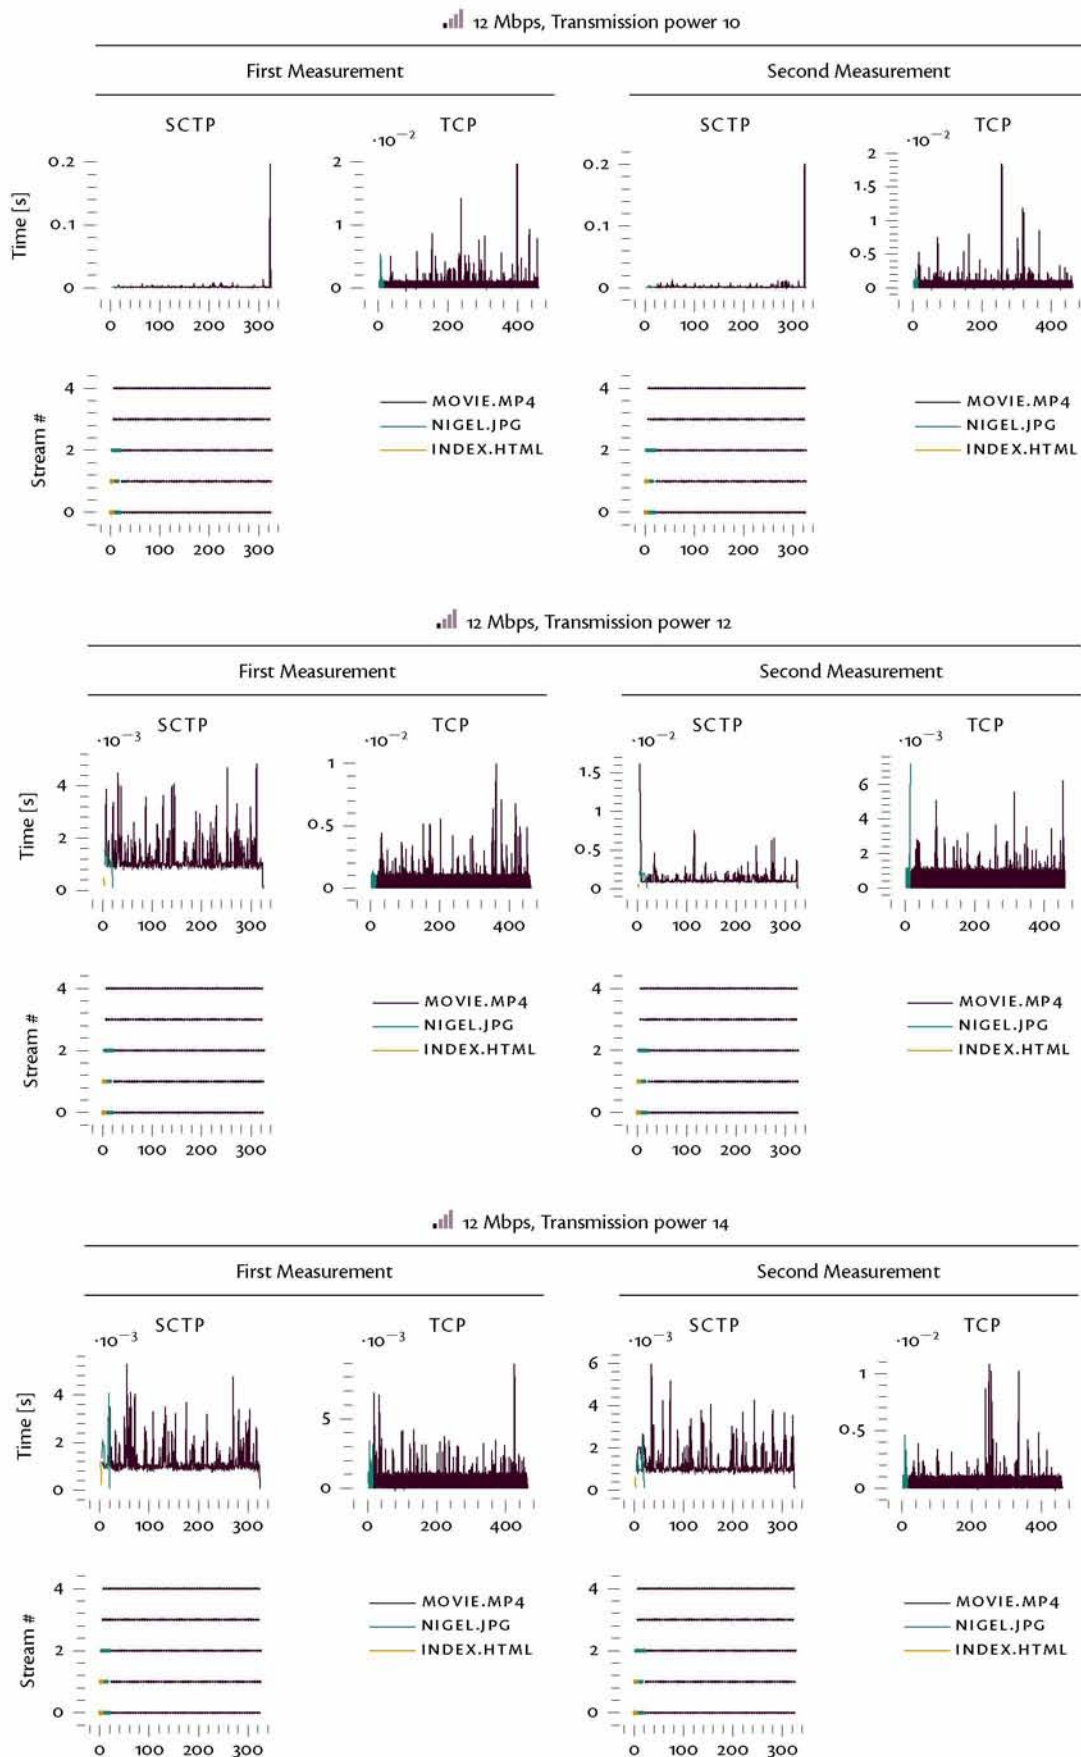 12 Mbps, Transmission power 10
First Measurement
Second Measurement
SCTP
TCP
SCTP
TCP
Time [s]
0.2
0.1
0
0 100 200 300
·10−2
2
1
0
0 200 400
0.2
0.1
0
0 100 200 300
·10−2
2
1.5
1
0.5
0
0 200 400
Stream #
4
2
0
0 100 200 300
MOVIE.MP4
NIGEL.JPG
INDEX.HTML
4
2
0
0 100 200 300
MOVIE.MP4
NIGEL.JPG
INDEX.HTML
12 Mbps, Transmission power 12
First Measurement
Second Measurement
SCTP
TCP
SCTP
TCP
Time [s]
·10−3
4
2
0
0 100 200 300
·10−2
1
0.5
0
0 200 400
·10−2
1.5
1
0.5
0
0 100 200 300
·10−3
6
4
2
0
0 200 400
Stream #
4
2
0
0 100 200 300
MOVIE.MP4
NIGEL.JPG
INDEX.HTML
4
2
0
0 100 200 300
MOVIE.MP4
NIGEL.JPG
INDEX.HTML
12 Mbps, Transmission power 14
First Measurement
Second Measurement
SCTP
TCP
SCTP
TCP
Time [s]
·10−3
4
2
0
0 100 200 300
·10−3
5
0
0 200 400
·10−3
6
4
2
0
0 100 200 300
·10−2
1
0.5
0
0 200 400
Stream #
4
2
0
0 100 200 300
MOVIE.MP4
NIGEL.JPG
INDEX.HTML
4
2
0
0 100 200 300
MOVIE.MP4
NIGEL.JPG
INDEX.HTML